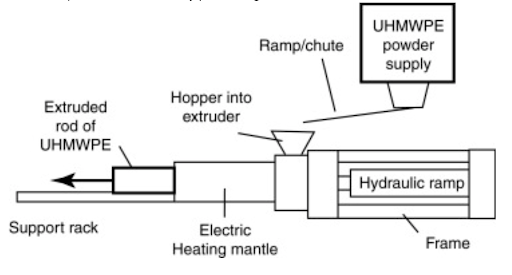 UHMWPE
powder
supply
Ramp/chute
Hopper into
extruder
Extruded
rod of
UHMWPE
Hydraulic ramp
Support rack
Electric
Heating mantle
Frame